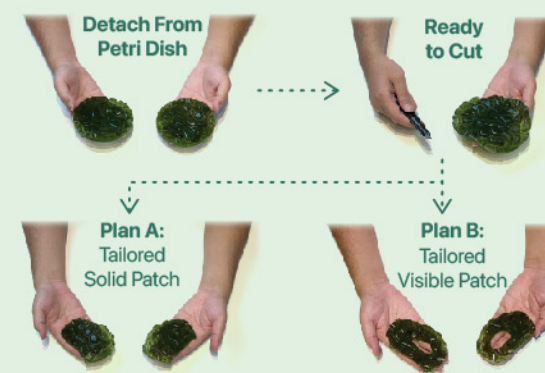 Detach From
Petri Dish
Ready
to Cut
Plan A:
Tailored
Solid Patch
Plan B:
Tailored
Visible Patch